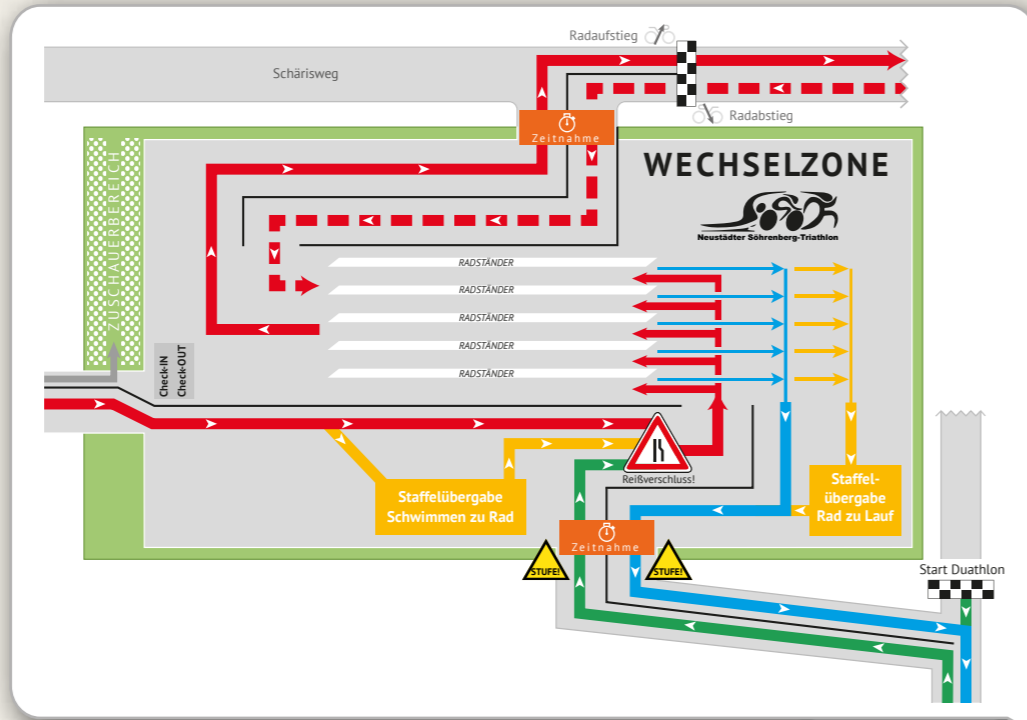 Radaufstieg
Schärisweg
Radabstieg
Zeitnahme
WECHSELZONE
Neustädter Söhrenberg-Triathlon
ZUSCHAUERBEREICH
RADSTÄNDER
RADSTÄNDER
RADSTÄNDER
RADSTÄNDER
RADSTÄNDER
Check-IN
Check-OUT
Reißverschluss!
Staffelübergabe
Schwimmen zu Rad
Staffel-
übergabe
Rad zu Lauf
Zeitnahme
STUFE!
STUFE!
Start Duathlon